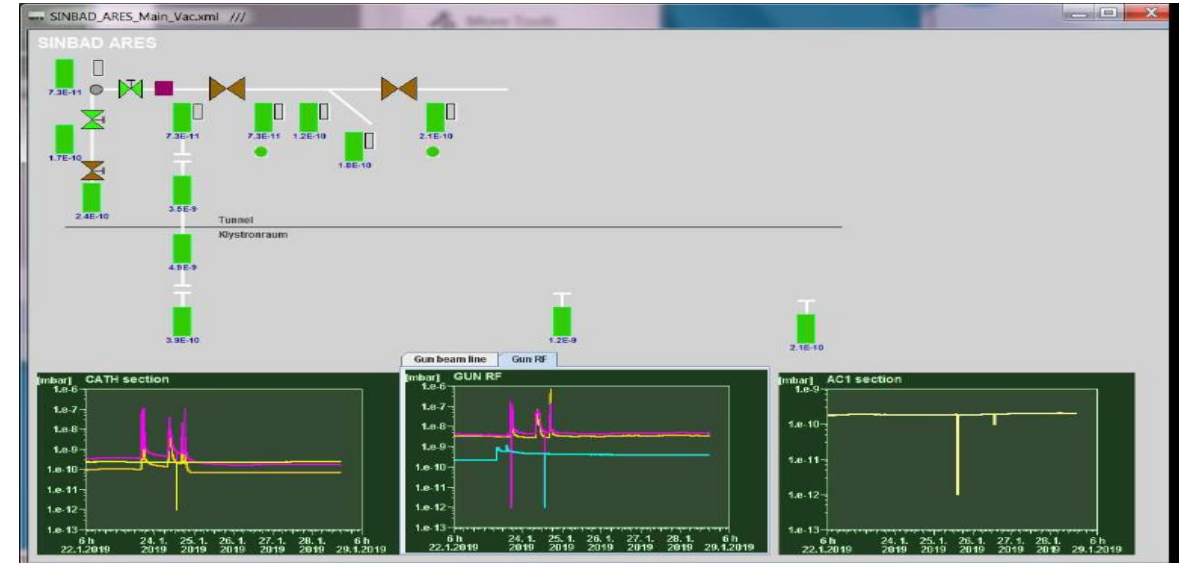 SINBAD_ARES_Main_Vac.xml ///
More Tools
SINBAD ARES
7.3E-11
7.3E-11
7.3E-11
1.2E-10
2.1E-10
1.7E-10
1.8E-10
2.4E-10
3.5E-9
Tunnel
Klystronraum
4.8E-9
3.9E-10
1.2E-9
2.1E-10
Gun beam line
Gun RF
[mbar] CATH section
1.e-6
1.e-7
1.e-8
1.e-9
1.e-10
1.e-11
1.e-12
1.e-13
6 h 24. 1. 25. 1. 26. 1. 27. 1. 28. 1. 6 h
22.1.2019 2019 2019 2019 2019 2019 29.1.2019
[mbar] GUN RF
1.e-6
1.e-7
1.e-8
1.e-9
1.e-10
1.e-11
1.e-12
1.e-13
6 h 24. 1. 25. 1. 26. 1. 27. 1. 28. 1. 6 h
22.1.2019 2019 2019 2019 2019 2019 29.1.2019
[mbar] AC1 section
1.e-9
1.e-10
1.e-11
1.e-12
1.e-13
6 h 24. 1. 25. 1. 26. 1. 27. 1. 28. 1. 6 h
22.1.2019 2019 2019 2019 2019 2019 29.1.2019